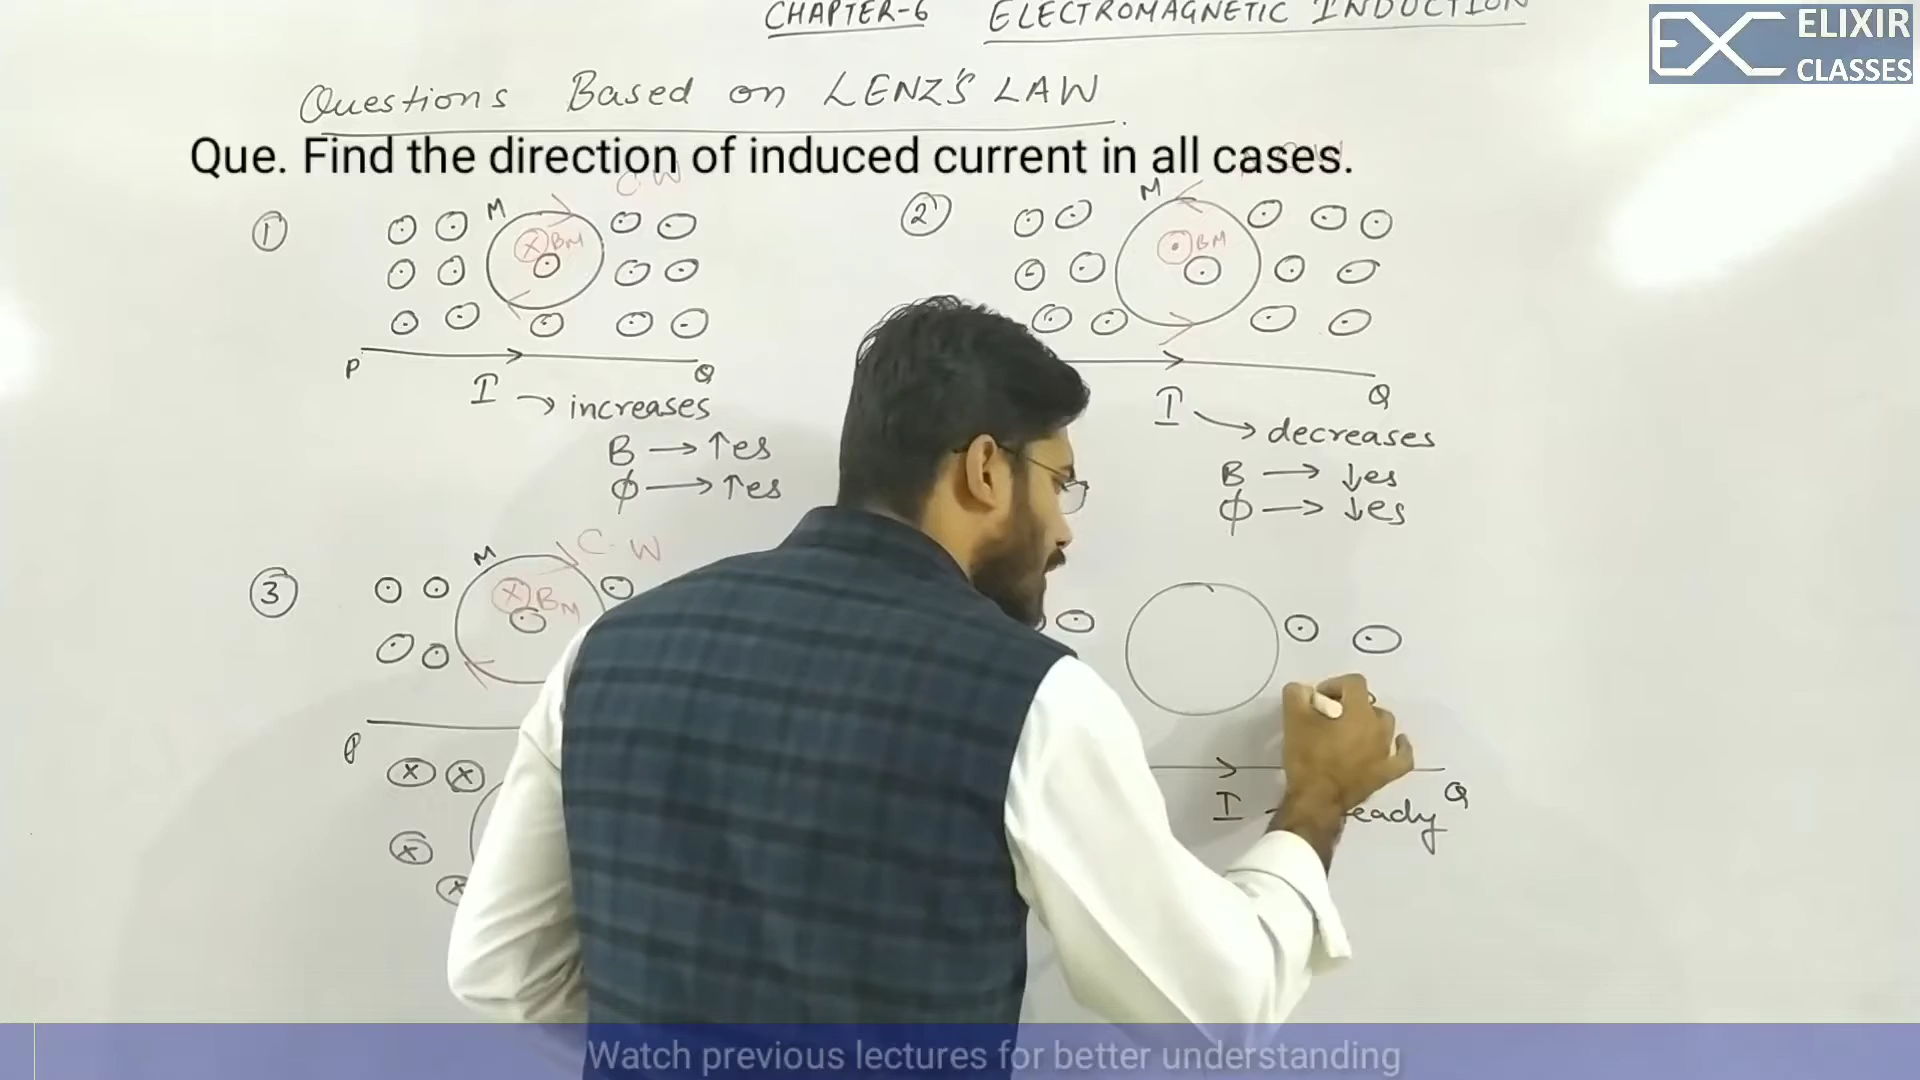 CHAPTER-6 ELECTROMAGNETIC INDUCTION
ELIXIR
CLASSES
Questions Based on LENZ'S LAW
Que. Find the direction of induced current in all cases.
C.W
1 M
× BM
P Q
I → increases
B → ↑es
ϕ → ↑es
2 M
BM
Q
I → decreases
B → ↓es
ϕ → ↓es
3 M C.W
× BM
P
× ×
×
×
Q
I
Watch previous lectures for better understanding